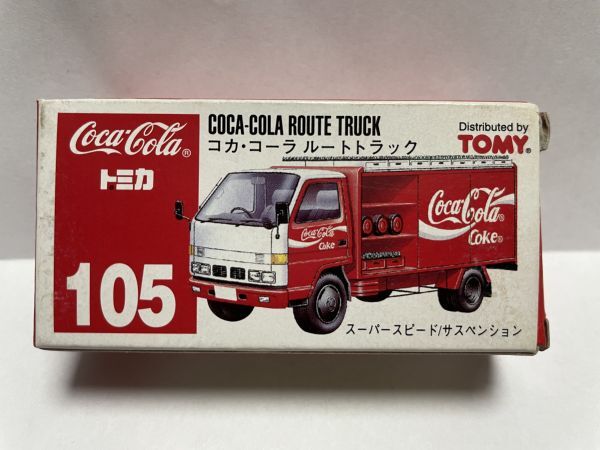 Coca-Cola®
トミカ
105
COCA-COLA ROUTE TRUCK
コカ・コーラ ルートトラック
Distributed by
TOMY®
Coca-Cola
Coke
Coca-Cola®
Coke®
スーパースピード/サスペンション